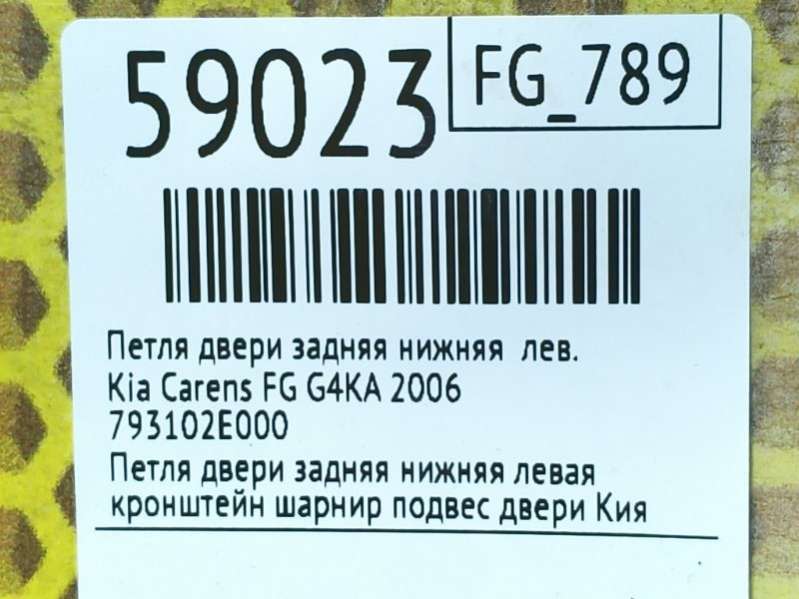 59023
FG_789
Петля двери задняя нижняя лев.
Kia Carens FG G4KA 2006
793102E000
Петля двери задняя нижняя левая
кронштейн шарнир подвес двери Кия